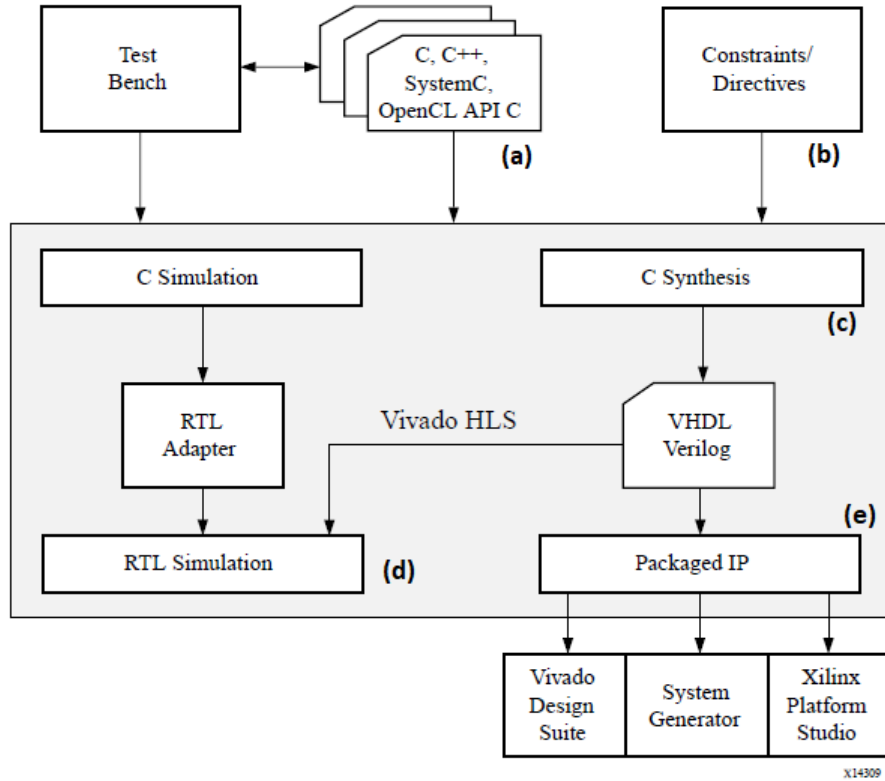 Test
Bench
C, C++,
SystemC,
OpenCL API C
Constraints/
Directives
(a)
(b)
C Simulation
C Synthesis
(c)
RTL
Adapter
Vivado HLS
VHDL
Verilog
(e)
RTL Simulation
(d)
Packaged IP
Vivado
Design
Suite
System
Generator
Xilinx
Platform
Studio
X14309